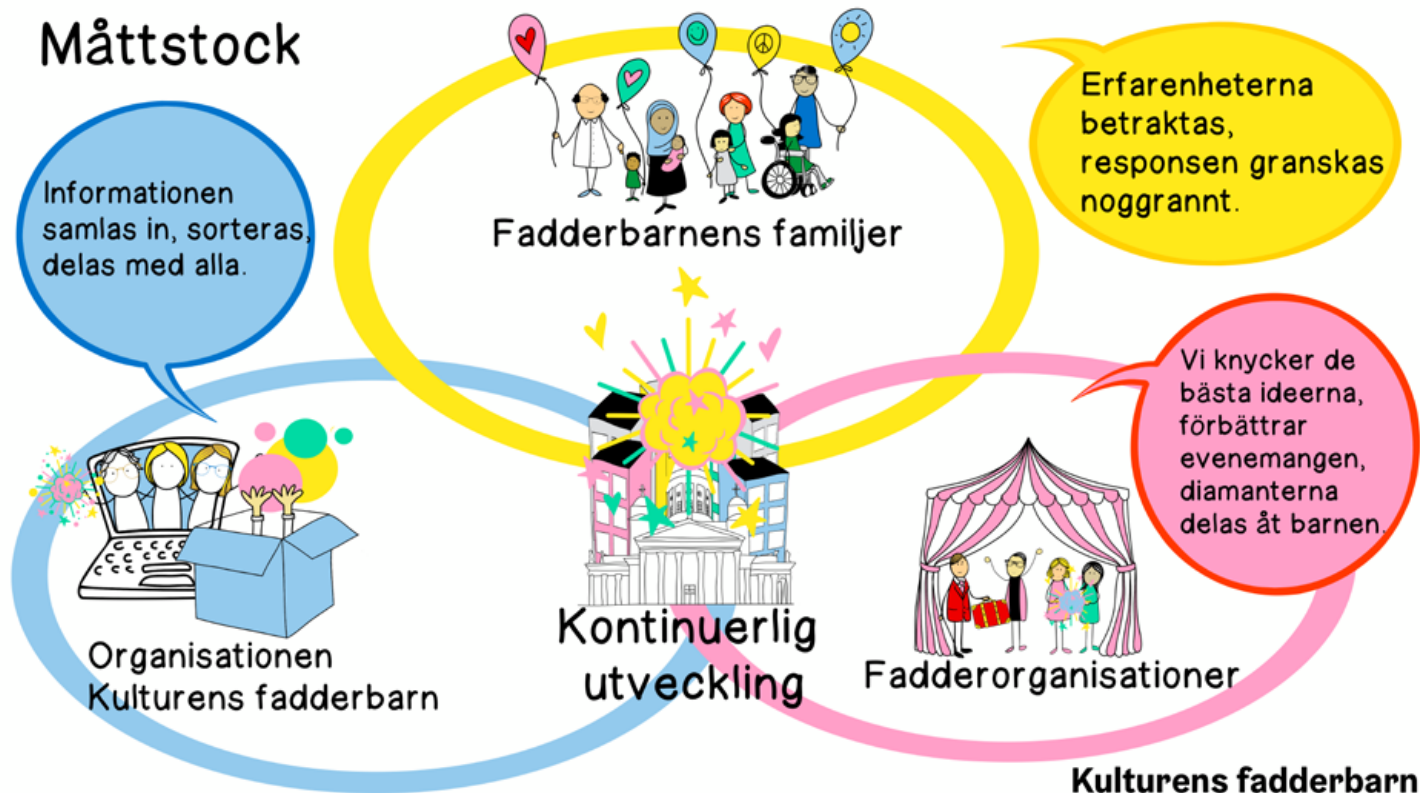 Måttstock
Informationen
samlas in, sorteras,
delas med alla.
Fadderbarnens familjer
Erfarenheterna
betraktas,
responsen granskas
noggrannt.
Vi knycker de
bästa ideerna,
förbättrar
evenemangen,
diamanterna
delas åt barnen.
Organisationen
Kulturens fadderbarn
Kontinuerlig
utveckling
Fadderorganisationer
Kulturens fadderbarn